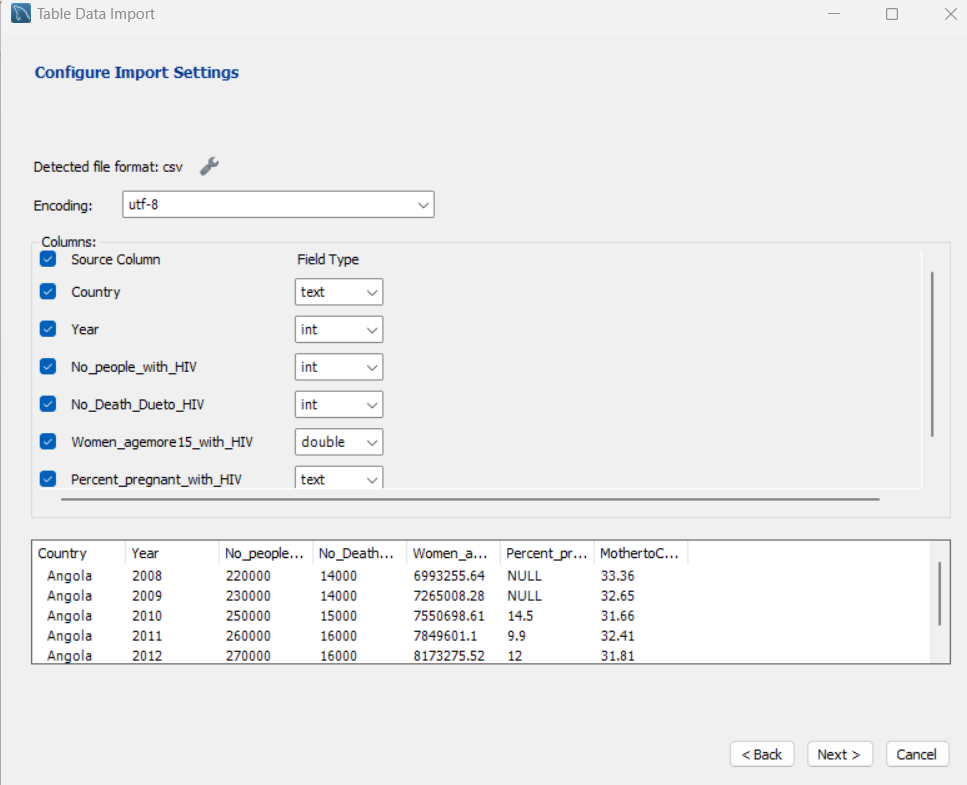 Table Data Import
Configure Import Settings
Detected file format: csv
Encoding: utf-8
Columns:
Source Column Field Type
Country text
Year int
No_people_with_HIV int
No_Death_Dueto_HIV int
Women_agemore15_with_HIV double
Percent_pregnant_with_HIV text
Country Year No_people... No_Death... Women_a... Percent_pr... MothertoC...
Angola 2008 220000 14000 6993255.64 NULL 33.36
Angola 2009 230000 14000 7265008.28 NULL 32.65
Angola 2010 250000 15000 7550698.61 14.5 31.66
Angola 2011 260000 16000 7849601.1 9.9 32.41
Angola 2012 270000 16000 8173275.52 12 31.81
< Back Next > Cancel